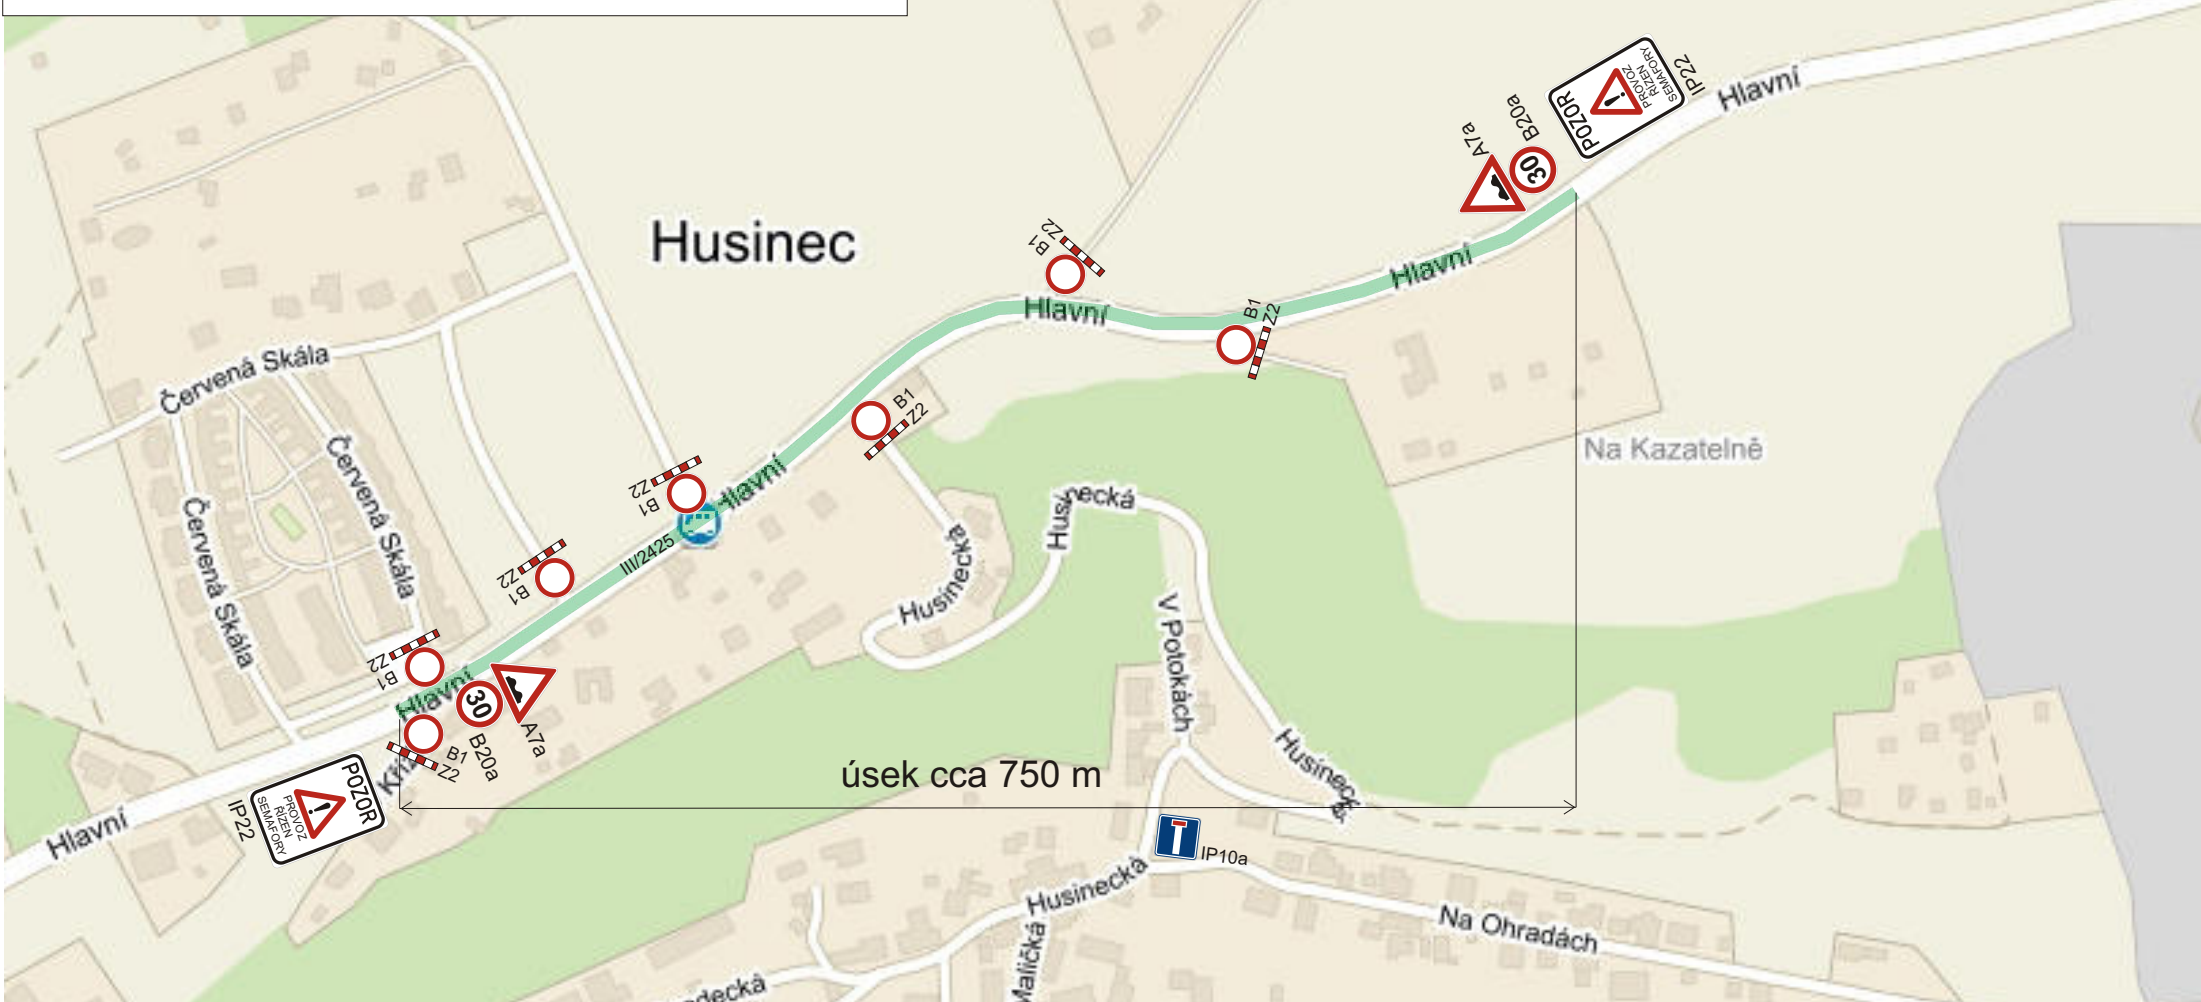 Hlavní
IP22
POZOR
PROVOZ
ŘÍZEN
SEMAFORY
B20a
30
A7a
Husinec
Z2
B1
Hlavní
Hlavní
B1
Z2
Červená Skála
B1
Z2
Na Kazatelně
Červená Skála
Z2
B1
Hlavní
Husinecká
Červená Skála
III/2425
Husinecká
Z2
B1
V Potokách
Z2
B1
Hlavní
30
A7a
B20a
B1
Z2
Husinecká
úsek cca 750 m
POZOR
PROVOZ
ŘÍZEN
SEMAFORY
IP22
Hlavní
IP10a
Husinecká
Na Ohradách
Maličká